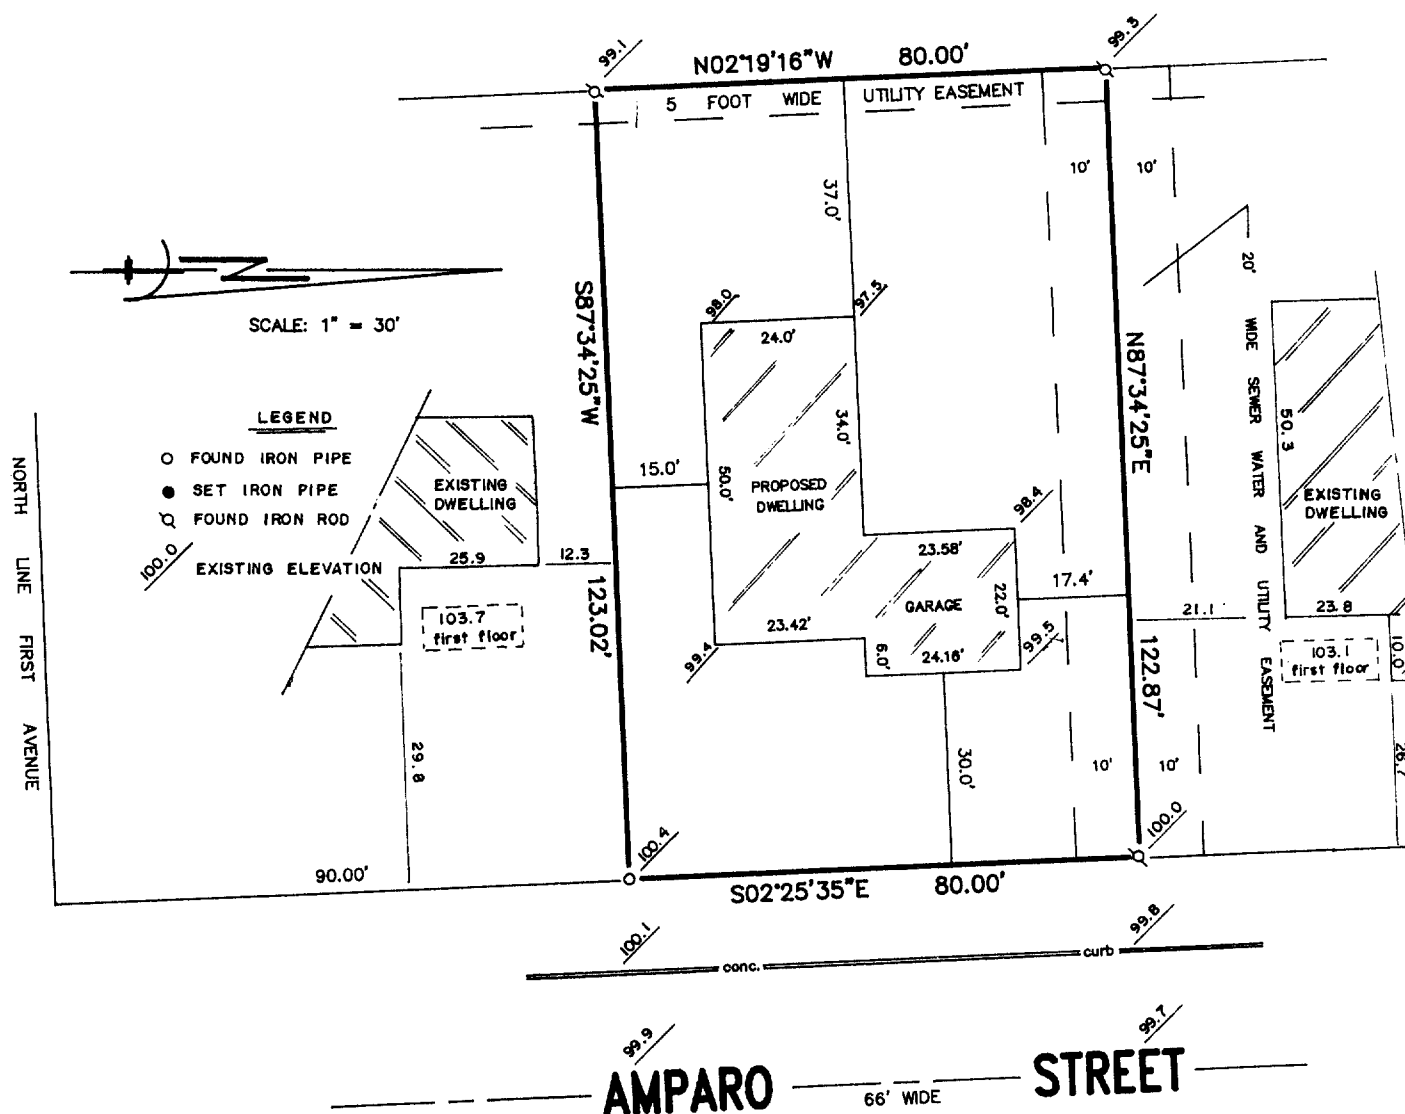 99.1
99.3
N02°19'16"W
80.00'
5 FOOT WIDE UTILITY EASEMENT
10'
10'
37.0'
SCALE: 1" = 30'
S87°34'25"W
98.0
97.5
24.0'
N87°34'25"E
20' WIDE SEWER WATER AND UTILITY EASEMENT
LEGEND
FOUND IRON PIPE
SET IRON PIPE
FOUND IRON ROD
100.0
EXISTING ELEVATION
NORTH LINE FIRST AVENUE
EXISTING
DWELLING
25.9
12.3
103.7
first floor
29.8
15.0'
50.0'
34.0'
PROPOSED
DWELLING
98.4
23.58'
22.0'
GARAGE
17.4'
23.42'
99.4
6.0'
24.16'
99.5
123.02'
21.1
50.3
EXISTING
DWELLING
23.8
103.1
first floor
10.0'
26.7
122.87'
30.0'
10'
10'
100.4
100.0
90.00'
S02°25'35"E
80.00'
100.1
99.8
conc.
curb
99.9
99.7
AMPARO STREET
66' WIDE